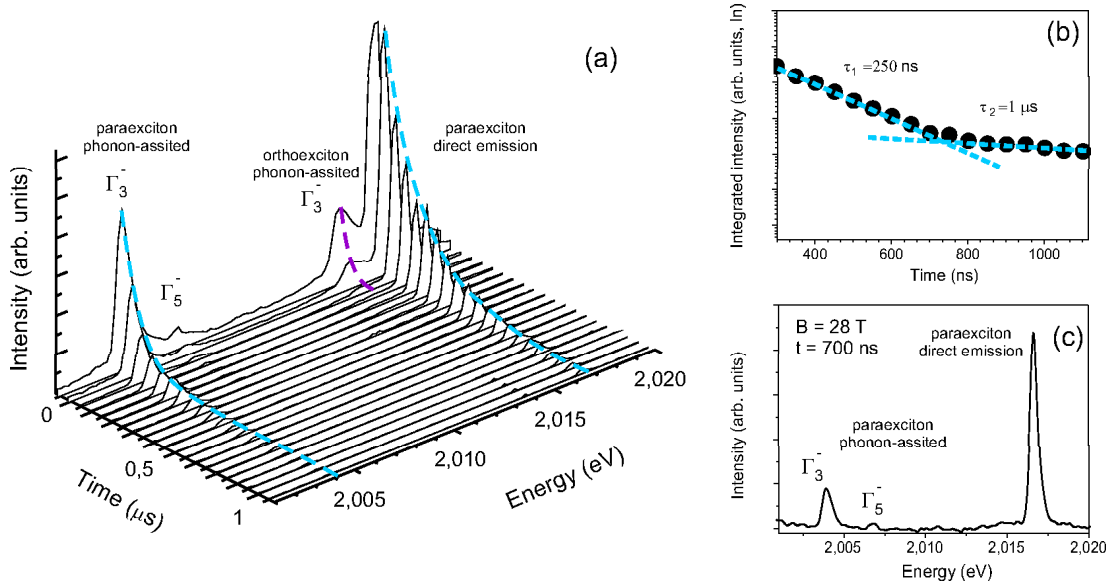 (a)
paraexciton
phonon-assited
Γ₃⁻
Γ₅⁻
orthoexciton
phonon-assited
Γ₃⁻
paraexciton
direct emission
Intensity (arb. units)
0
0,5
1
Time (μs)
2,005
2,010
2,015
2,020
Energy (eV)
(b)
Integrated intensity (arb. units, ln)
τ₁ =250 ns
τ₂=1 μs
400 600 800 1000
Time (ns)
(c)
B = 28 T
t = 700 ns
paraexciton
direct emission
paraexciton
phonon-assited
Γ₃⁻
Γ₅⁻
Intensity (arb. units)
2,005 2,010 2,015 2,020
Energy (eV)